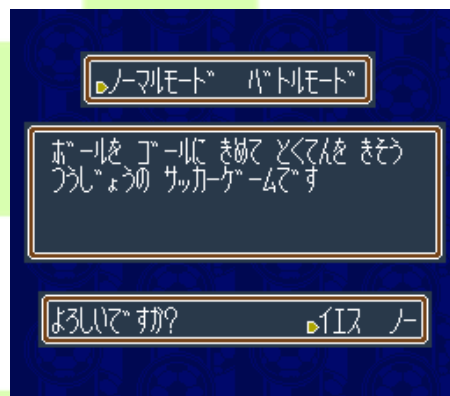 ノーマルモード バトルモード
ボールを ゴールに きめて とくてんを きそう
つうじょうの サッカーゲームです
よろしいですか? イエス ノー